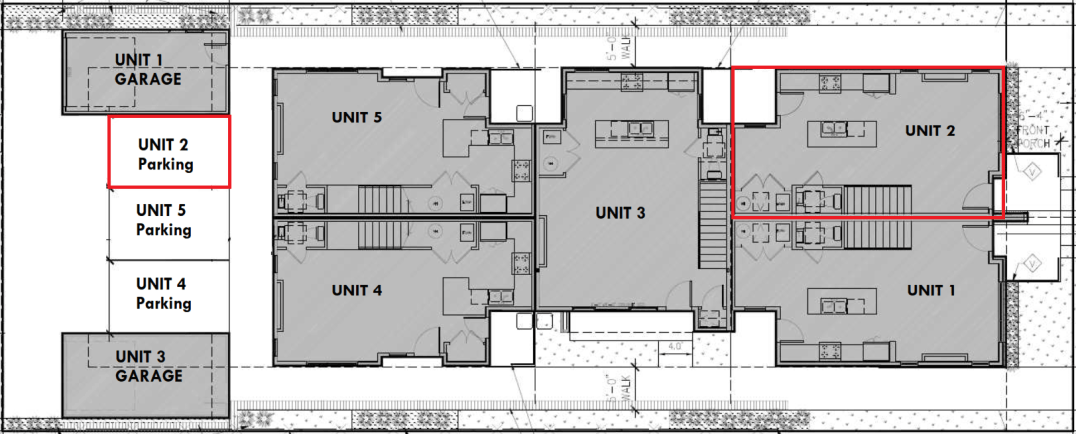 UNIT 1
GARAGE
UNIT 2
Parking
UNIT 5
Parking
UNIT 4
Parking
UNIT 3
GARAGE
UNIT 5
UNIT 4
5'-0"
WALK
UNIT 3
4.0'
5'-0"
WALK
UNIT 2
UNIT 1
FRONT
PORCH
V
V